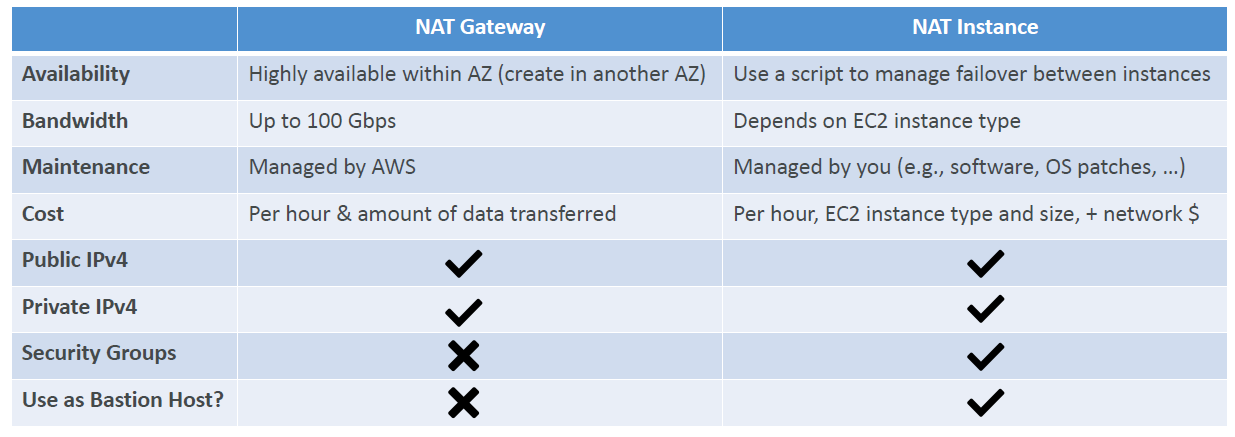 NAT Gateway NAT Instance
Availability Highly available within AZ (create in another AZ) Use a script to manage failover between instances
Bandwidth Up to 100 Gbps Depends on EC2 instance type
Maintenance Managed by AWS Managed by you (e.g., software, OS patches, …)
Cost Per hour & amount of data transferred Per hour, EC2 instance type and size, + network $
Public IPv4 ✔ ✔
Private IPv4 ✔ ✔
Security Groups ✖ ✔
Use as Bastion Host? ✖ ✔